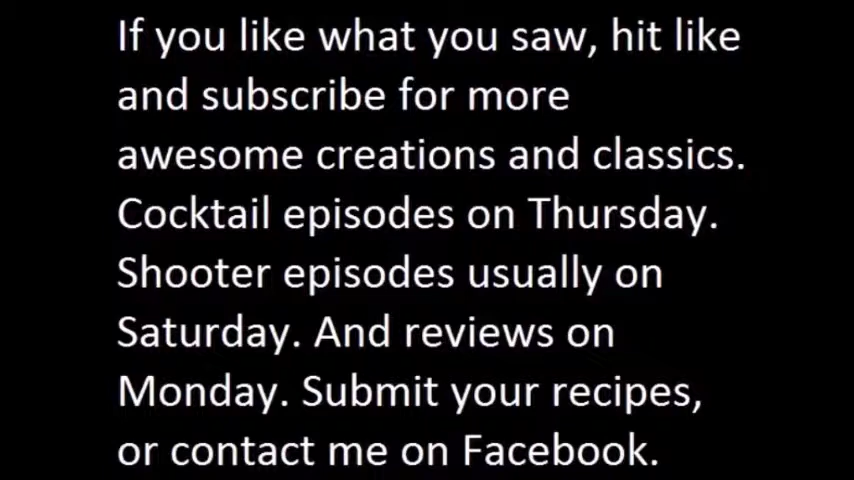 If you like what you saw, hit like
and subscribe for more
awesome creations and classics.
Cocktail episodes on Thursday.
Shooter episodes usually on
Saturday. And reviews on
Monday. Submit your recipes,
or contact me on Facebook.